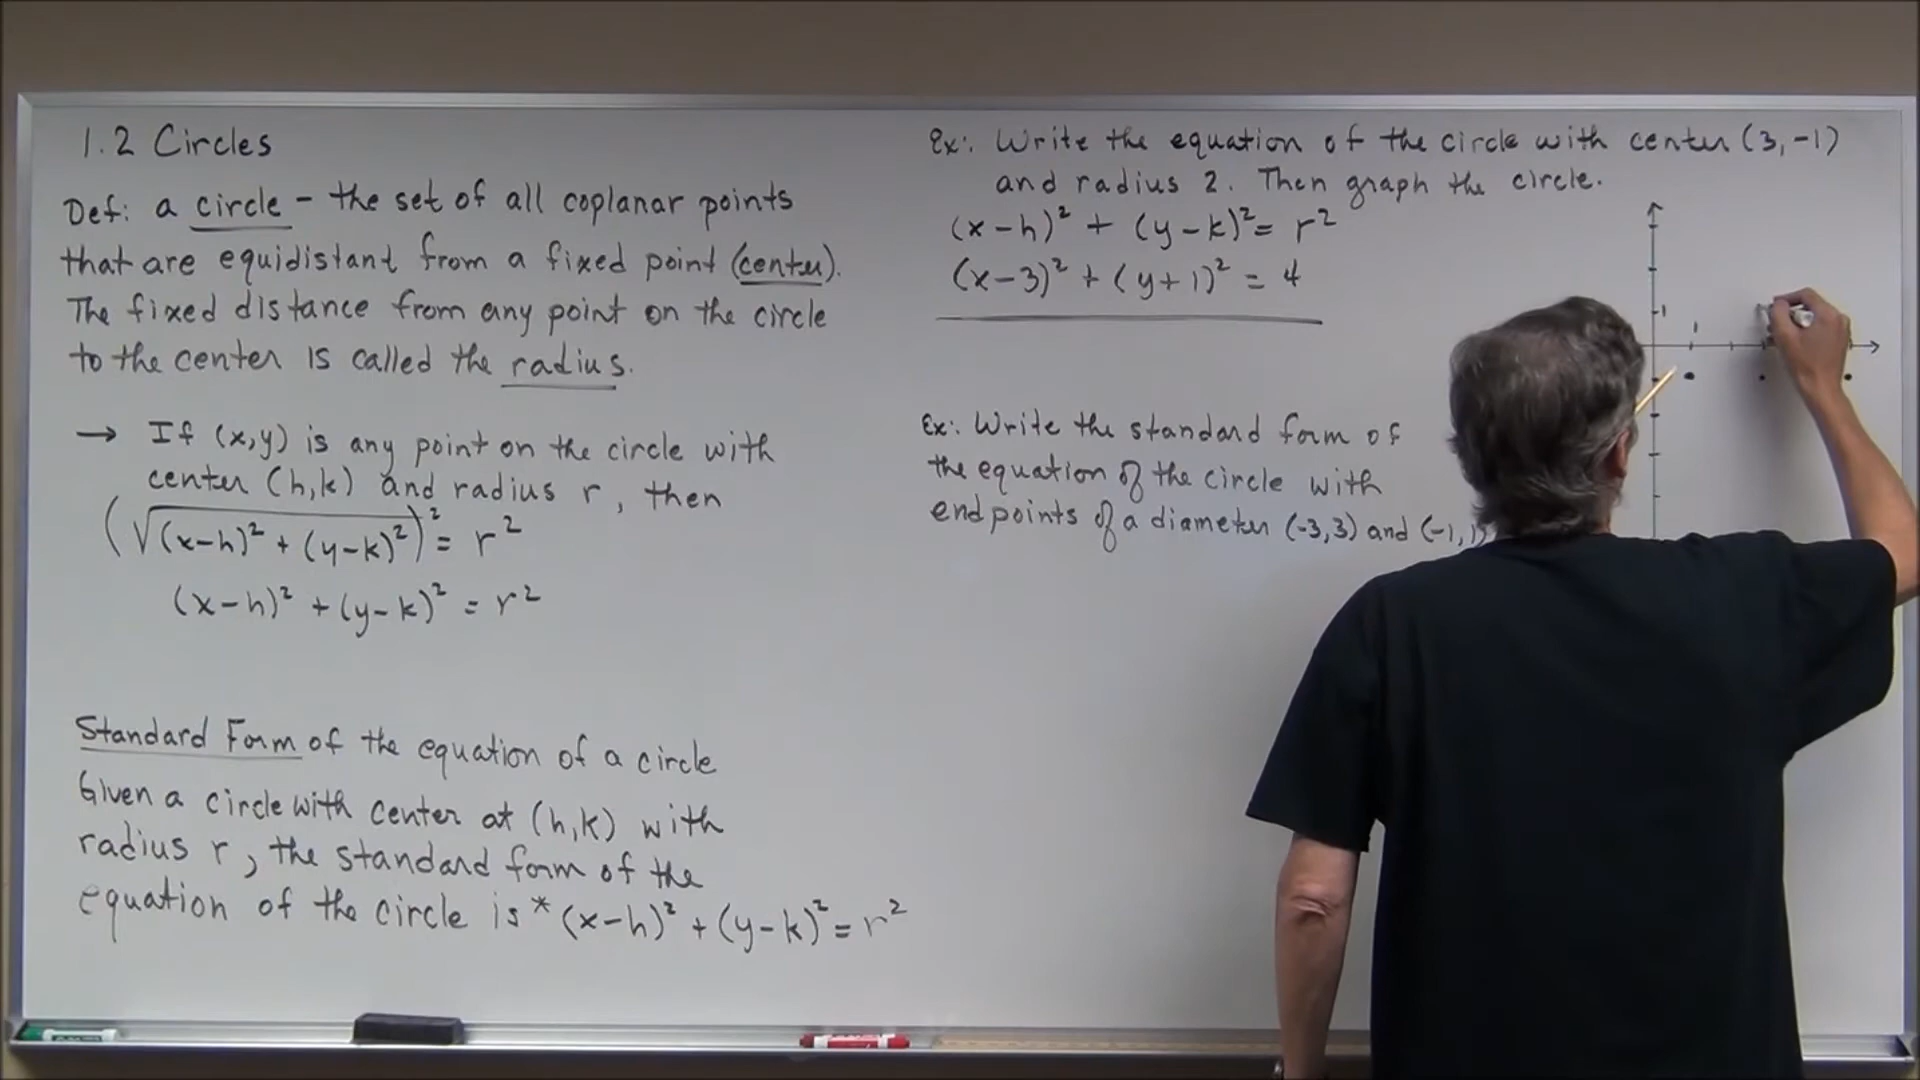 1.2 Circles
Def: a circle - the set of all coplanar points
that are equidistant from a fixed point (center).
The fixed distance from any point on the circle
to the center is called the radius.
→ If (x,y) is any point on the circle with
center (h,k) and radius r, then
(√(x-h)² + (y-k)²)² = r²
(x-h)² + (y-k)² = r²
Standard Form of the equation of a circle
Given a circle with center at (h,k) with
radius r, the standard form of the
equation of the circle is * (x-h)² + (y-k)² = r²
Ex: Write the equation of the circle with center (3,-1)
and radius 2. Then graph the circle.
(x-h)² + (y-k)² = r²
(x-3)² + (y+1)² = 4
1
1
Ex: Write the standard form of
the equation of the circle with
endpoints of a diameter (-3,3) and (-1,1)